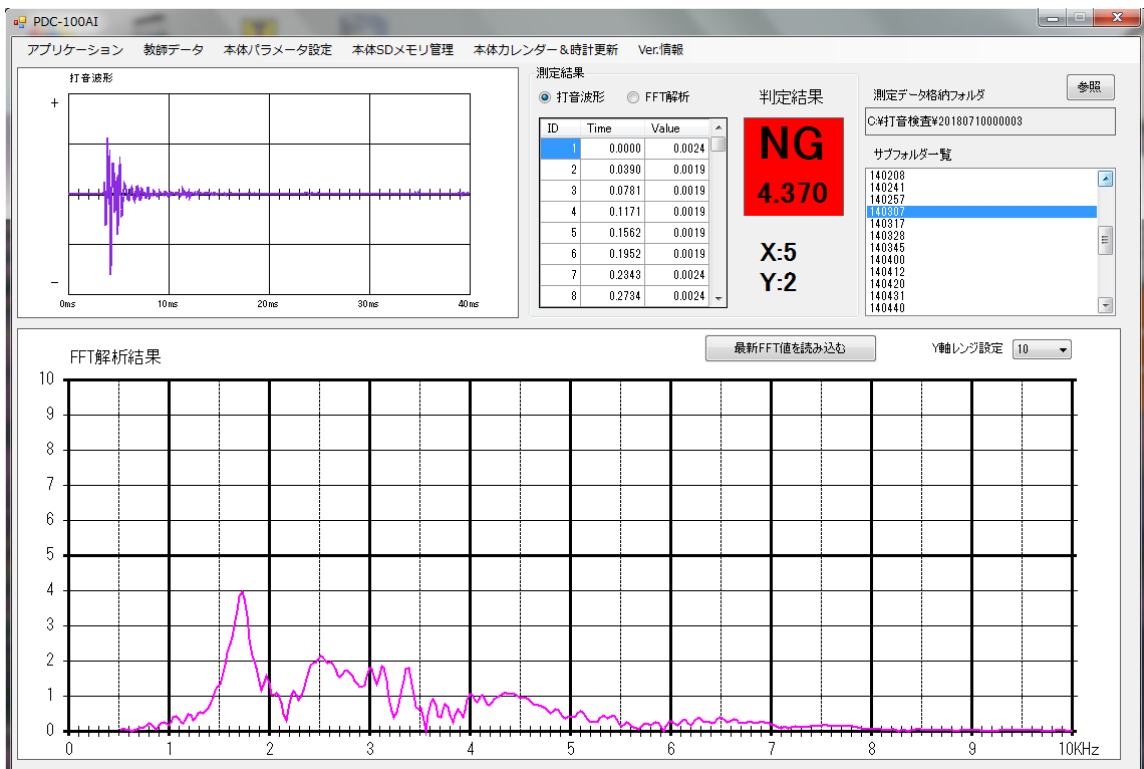 PDC-100AI
アプリケーション 教師データ 本体パラメータ設定 本体SDメモリ管理 本体カレンダー＆時計更新 Ver.情報
打音波形
+
-
0ms 10ms 20ms 30ms 40ms
測定結果
打音波形 FFT解析
ID Time Value
1 0.0000 0.0024
2 0.0390 0.0019
3 0.0781 0.0019
4 0.1171 0.0019
5 0.1562 0.0019
6 0.1952 0.0019
7 0.2343 0.0024
8 0.2734 0.0024
判定結果
NG
4.370
X:5
Y:2
測定データ格納フォルダ 参照
C:¥打音検査¥20180710000003
サブフォルダ一覧
140208
140241
140257
140307
140317
140328
140345
140400
140412
140420
140431
140440
FFT解析結果 最新FFT値を読み込む Y軸レンジ設定 10
10
9
8
7
6
5
4
3
2
1
0
0 1 2 3 4 5 6 7 8 9 10KHz